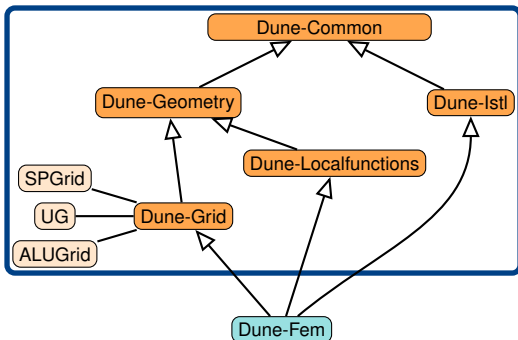 Dune-Common
Dune-Geometry
Dune-Istl
Dune-Localfunctions
SPGrid
UG
Dune-Grid
ALUGrid
Dune-Fem